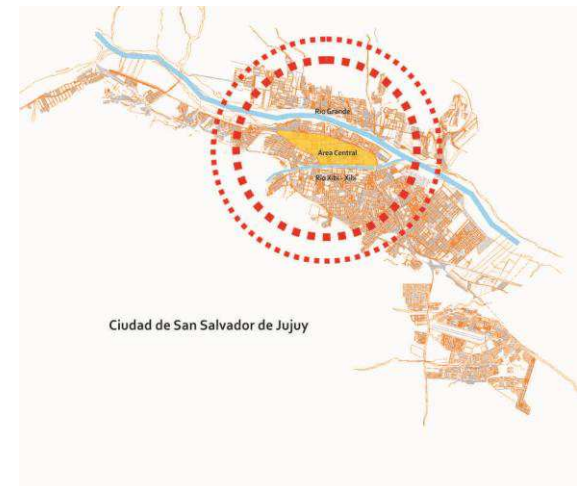 Río Grande
Área Central
Río Xibi - Xibi
Ciudad de San Salvador de Jujuy